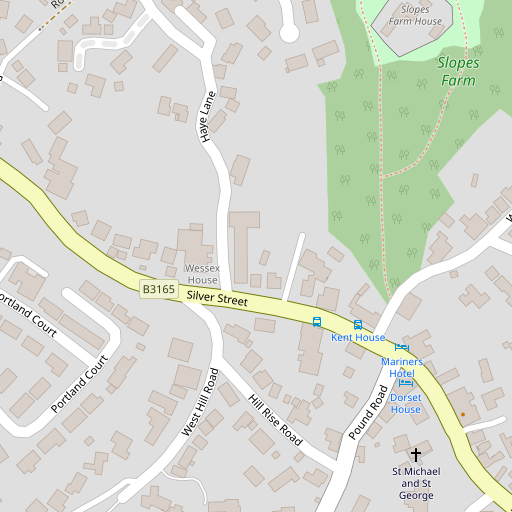 Ro
Slopes
Farm House
Slopes
Farm
Haye Lane
W
Wessex
House
B3165
Silver Street
Kent House
Mariners
Hotel
Dorset
House
Portland Court
Portland Court
West Hill Road
Hill Rise Road
Pound Road
St Michael
and St
George